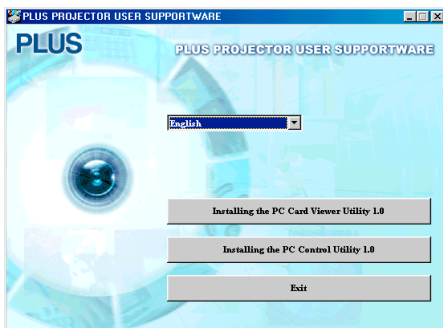 PLUS PROJECTOR USER SUPPORTWARE
PLUS
PLUS PROJECTOR USER SUPPORTWARE
English
Installing the PC Card Viewer Utility 1.0
Installing the PC Control Utility 1.0
Exit